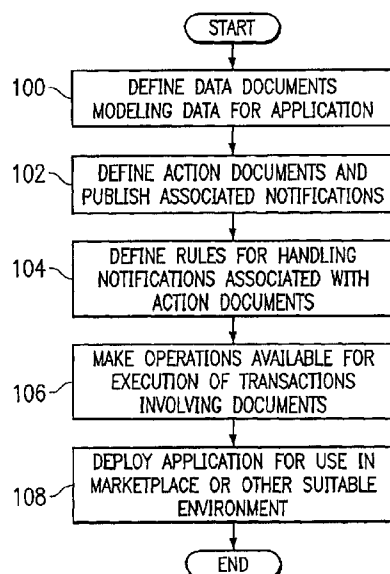 START
100
DEFINE DATA DOCUMENTS
MODELING DATA FOR APPLICATION
102
DEFINE ACTION DOCUMENTS AND
PUBLISH ASSOCIATED NOTIFICATIONS
104
DEFINE RULES FOR HANDLING
NOTIFICATIONS ASSOCIATED WITH
ACTION DOCUMENTS
106
MAKE OPERATIONS AVAILABLE FOR
EXECUTION OF TRANSACTIONS
INVOLVING DOCUMENTS
108
DEPLOY APPLICATION FOR USE IN
MARKETPLACE OR OTHER SUITABLE
ENVIRONMENT
END